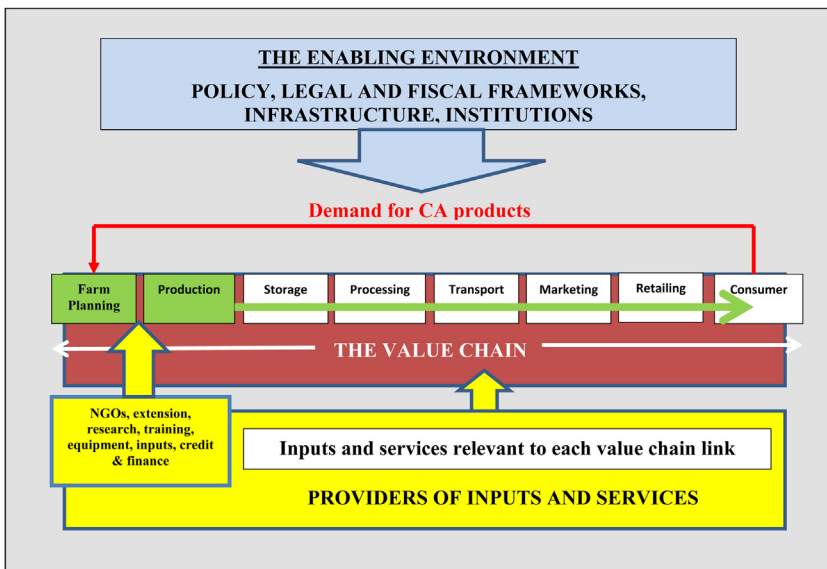 THE ENABLING ENVIRONMENT
POLICY, LEGAL AND FISCAL FRAMEWORKS,
INFRASTRUCTURE, INSTITUTIONS
Demand for CA products
Farm
Planning
Production
Storage
Processing
Transport
Marketing
Retailing
Consumer
THE VALUE CHAIN
NGOs, extension,
research, training,
equipment, inputs, credit
& finance
Inputs and services relevant to each value chain link
PROVIDERS OF INPUTS AND SERVICES